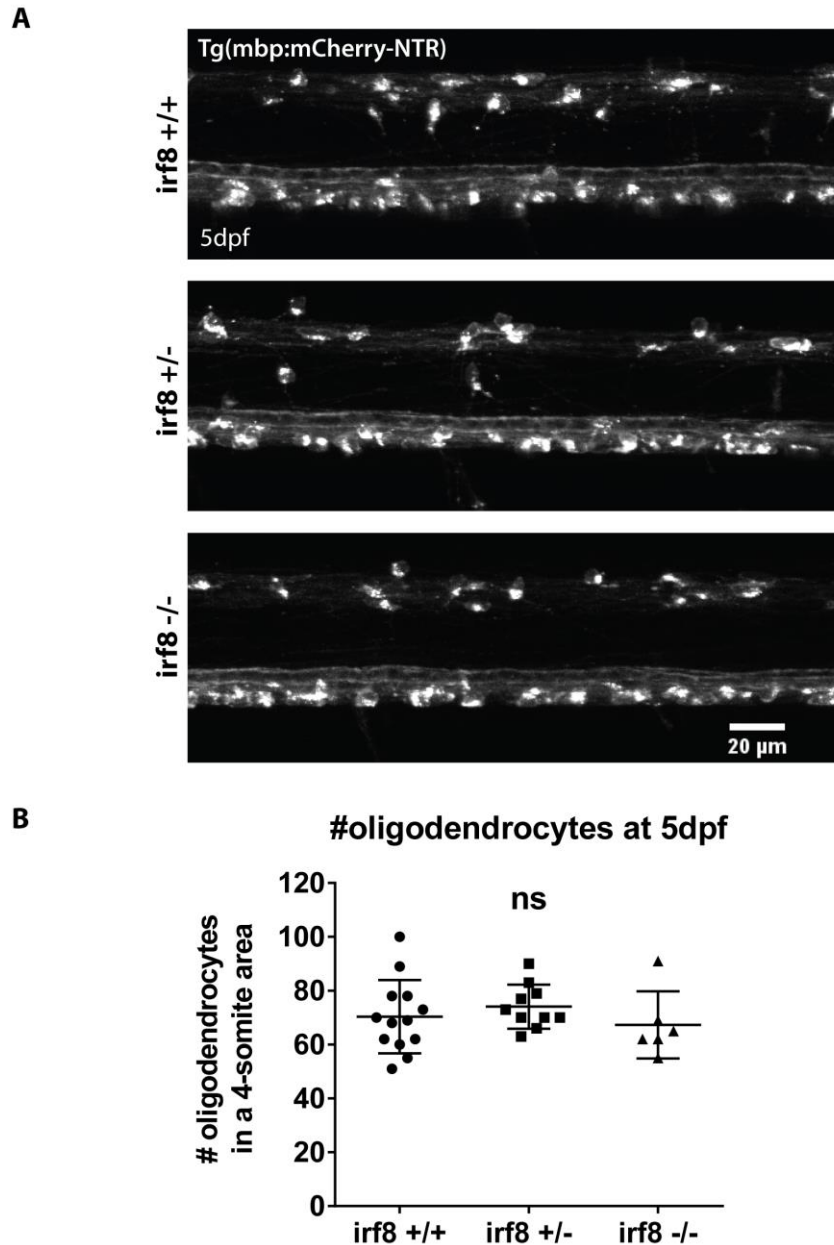 A
Tg(mbp:mCherry-NTR)
irf8 +/+
5dpf
irf8 +/-
irf8 -/-
20 µm
B
#oligodendrocytes at 5dpf
# oligodendrocytes
in a 4-somite area
120
100
80
60
40
20
0
ns
irf8 +/+ irf8 +/- irf8 -/-